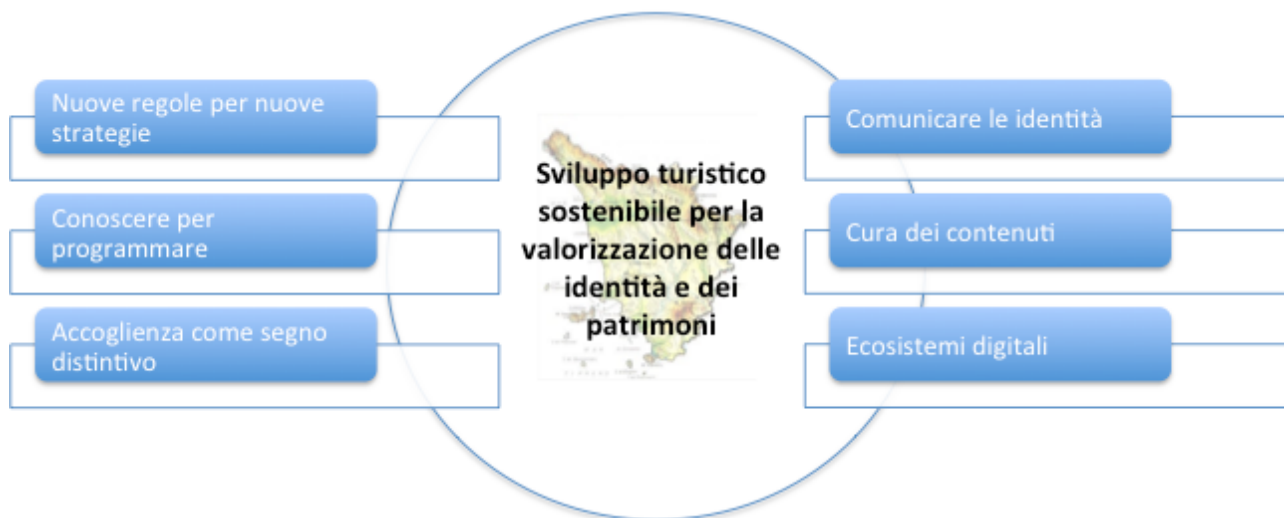 Nuove regole per nuove
strategie
Conoscere per
programmare
Accoglienza come segno
distintivo
Sviluppo turistico
sostenibile per la
valorizzazione delle
identità e dei
patrimoni
Comunicare le identità
Cura dei contenuti
Ecosistemi digitali